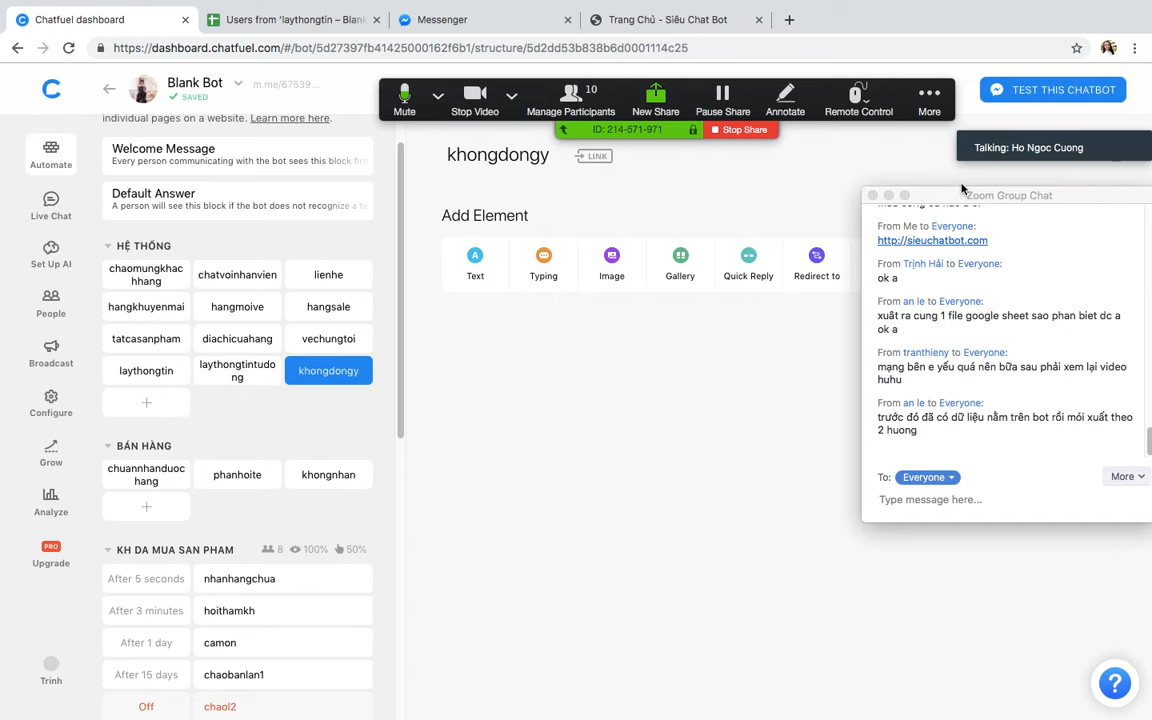 Chatfuel dashboard
Users from 'laythongtin – Blank
Messenger
Trang Chủ - Siêu Chat Bot
https://dashboard.chatfuel.com/#/bot/5d27397fb41425000162f6b1/structure/5d2dd53b838b6d0001114c25
Blank Bot
m.me/67539...
SAVED
individual pages on a website. Learn more here.
Automate
Live Chat
Set Up AI
People
Broadcast
Configure
Grow
Analyze
PRO
Upgrade
Trinh
Welcome Message
Every person communicating with the bot sees this block firs
Default Answer
A person will see this block if the bot does not recognize a te
HỆ THỐNG
chaomungkhac
hhang
chatvoinhanvien
lienhe
hangkhuyenmai
hangmoive
hangsale
tatcasanpham
diachicuahang
vechungtoi
laythongtin
laythongtintudo
ng
khongdongy
BÁN HÀNG
chuannhanduoc
hang
phanhoite
khongnhan
KH DA MUA SAN PHAM
8
100%
50%
After 5 seconds
nhanhangchua
After 3 minutes
hoithamkh
After 1 day
camon
After 15 days
chaobanlan1
Off
chaol2
Mute
Stop Video
10
Manage Participants
New Share
Pause Share
Annotate
Remote Control
More
ID: 214-571-971
Stop Share
TEST THIS CHATBOT
Talking: Ho Ngoc Cuong
khongdongy
LINK
Add Element
Text
Typing
Image
Gallery
Quick Reply
Redirect to
Zoom Group Chat
From Me to Everyone:
http://sieuchatbot.com
From Trịnh Hải to Everyone:
ok a
From an le to Everyone:
xuât ra cung 1 file google sheet sao phan biet dc a
ok a
From tranthieny to Everyone:
mạng bên e yếu quá nên bữa sau phải xem lại video
huhu
From an le to Everyone:
trước đó đã có dữ liệu nằm trên bot rồi mói xuất theo
2 huong
To: Everyone
More
Type message here...
?